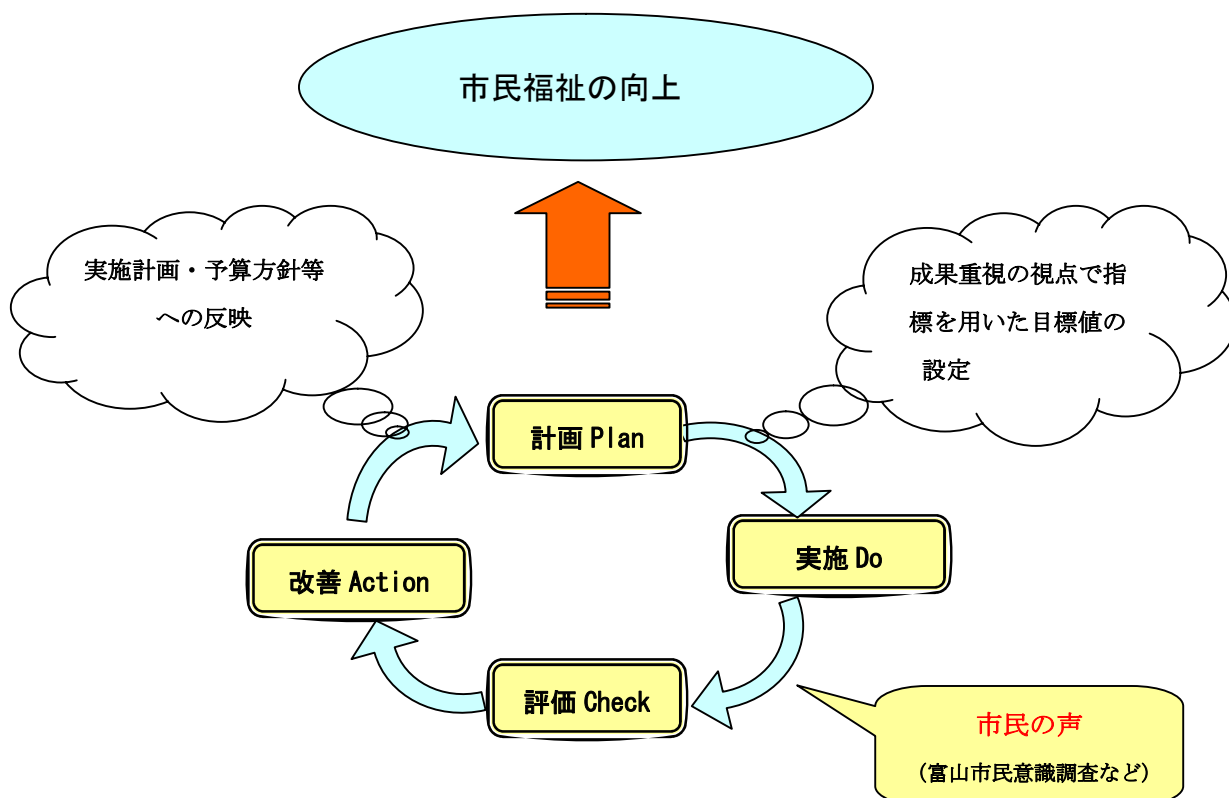 市民福祉の向上
実施計画・予算方針等
への反映
成果重視の視点で指
標を用いた目標値の
設定
計画 Plan
実施 Do
改善 Action
評価 Check
市民の声
（富山市民意識調査など）